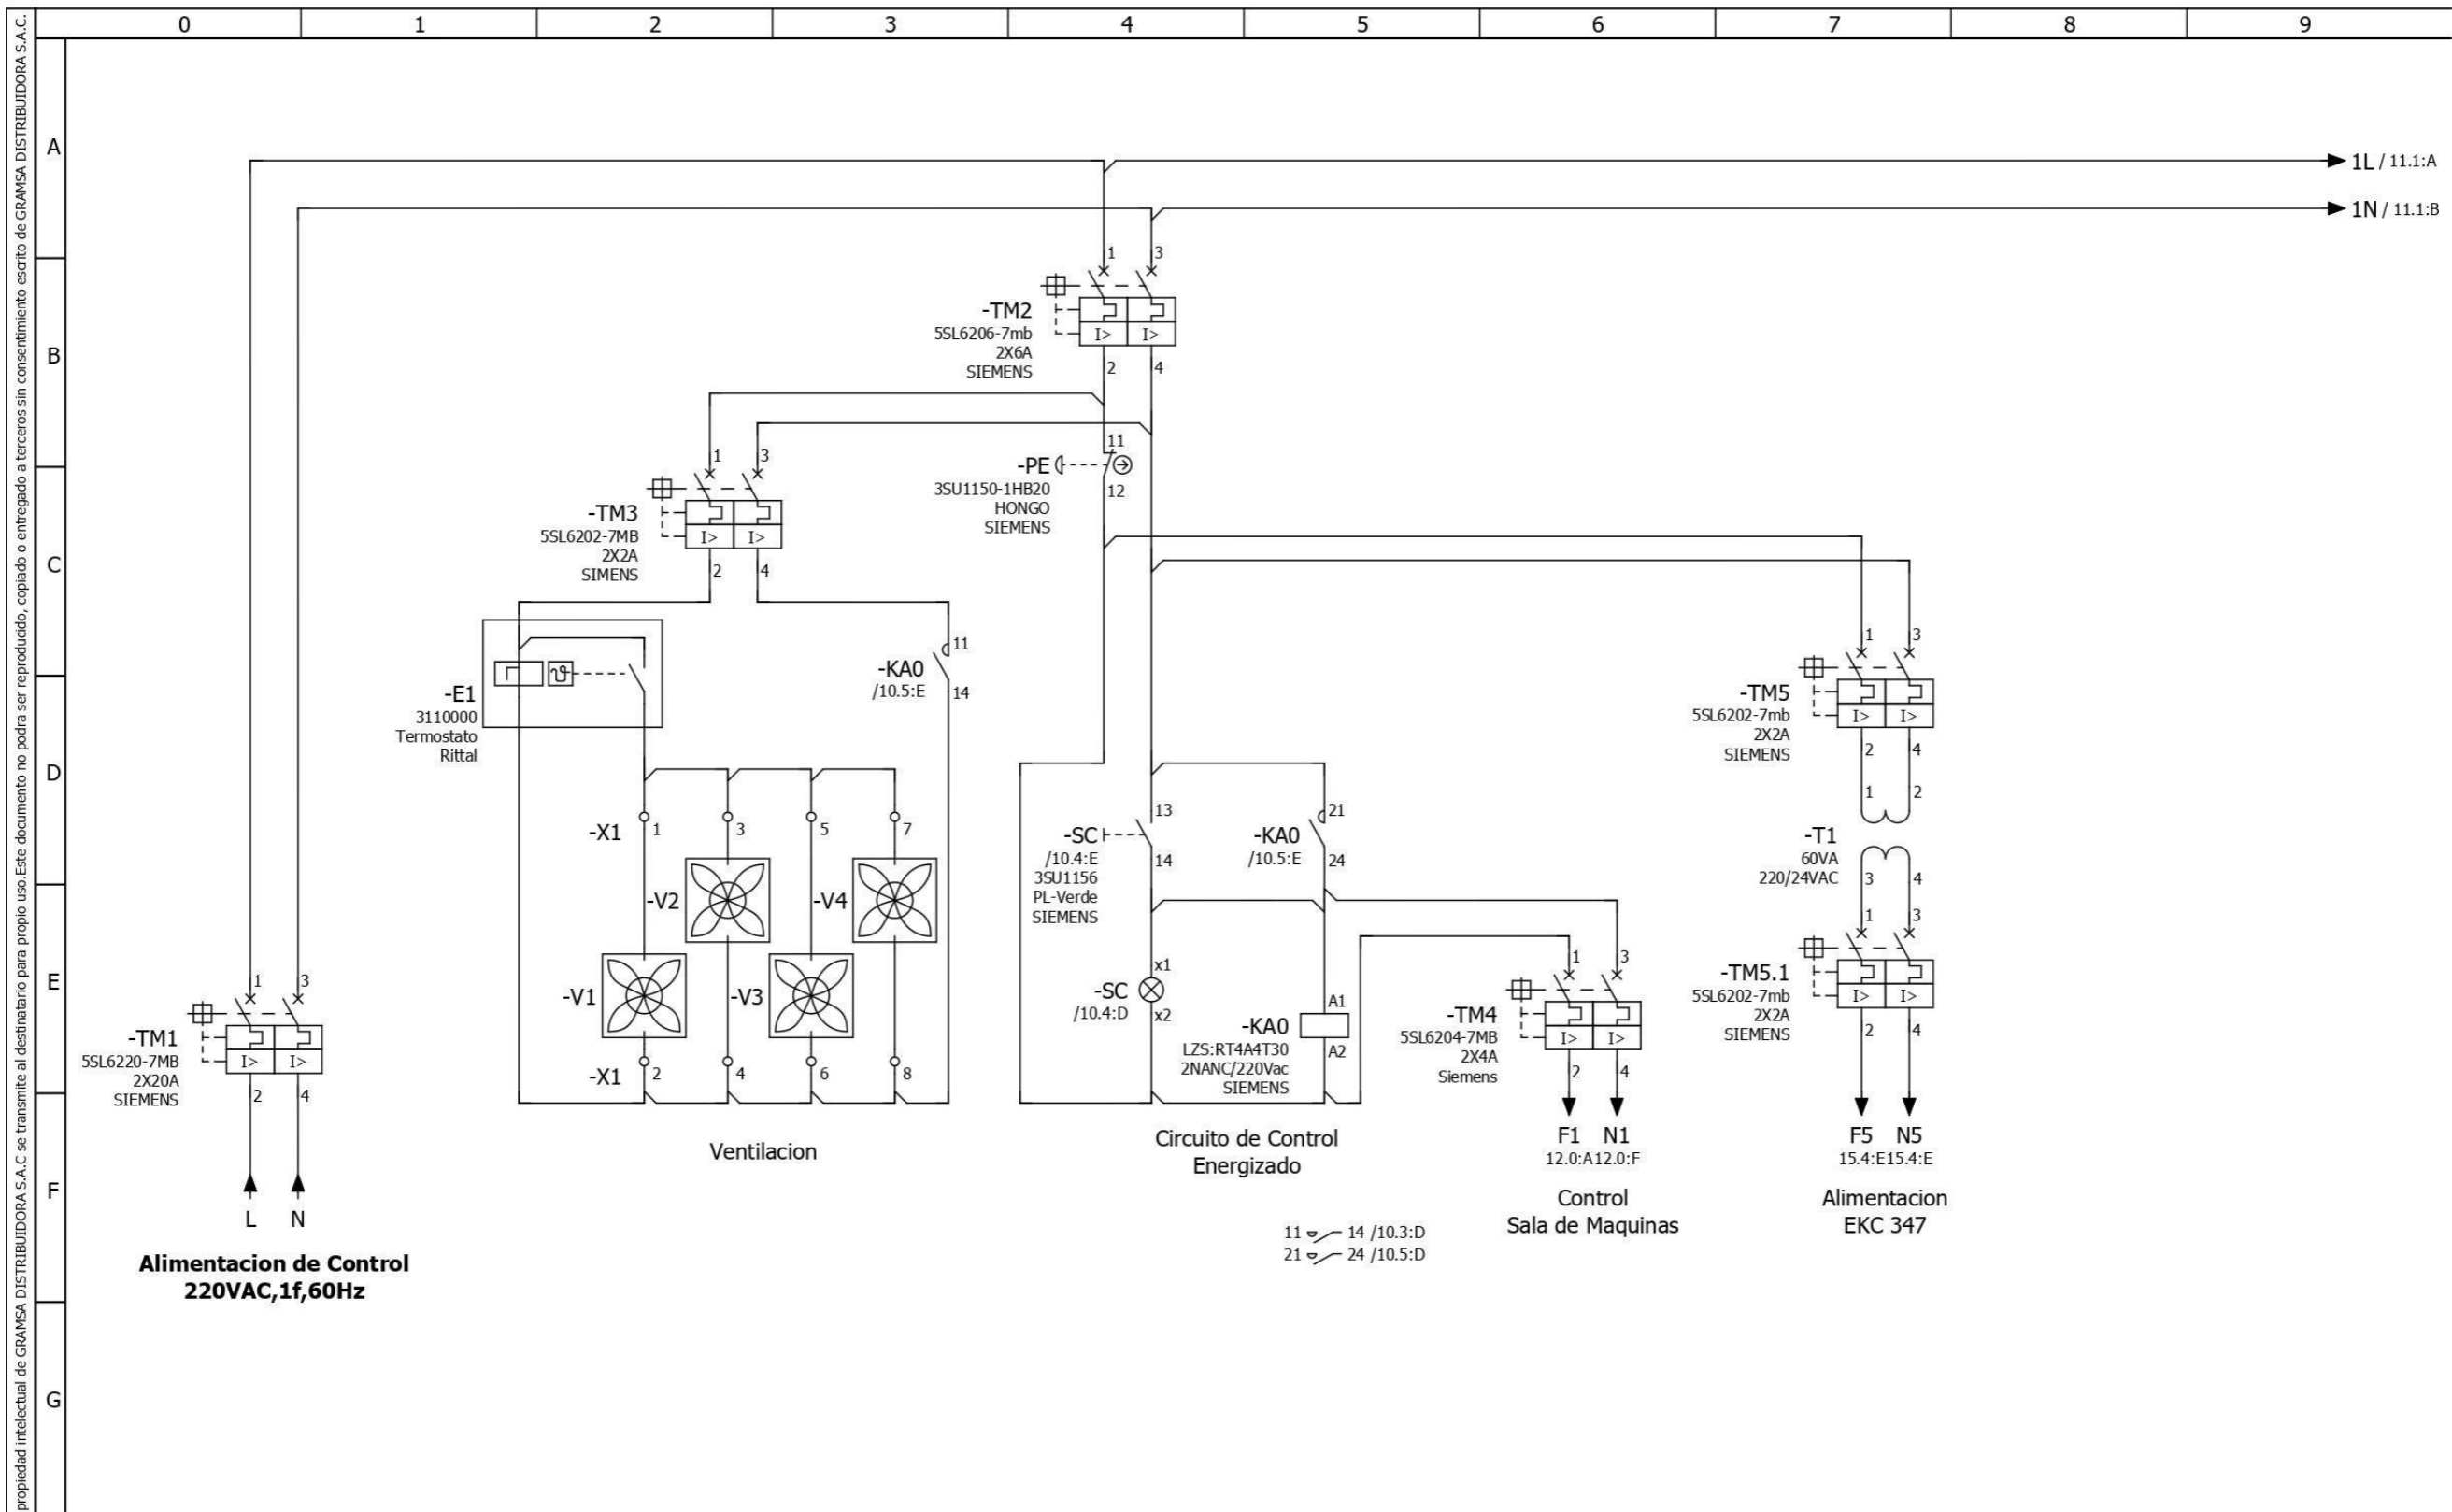 0 1 2 3 4 5 6 7 8 9
propiedad intelectual de GRAMSA DISTRIBUIDORA S.A.C se transmite al destinatario para propio uso.Este documento no podra ser reproducido, copiado o entregado a terceros sin consentimiento escrito de GRAMSA DISTRIBUIDORA S.A.C.
A
B
C
D
E
F
G
1L / 11.1:A
1N / 11.1:B
1 3
-TM2
5SL6206-7mb
2X6A
SIEMENS
I> I>
2 4
11
-PE
12
3SU1150-1HB20
HONGO
SIEMENS
1 3
-TM3
5SL6202-7MB
2X2A
SIMENS
I> I>
2 4
-E1
3110000
Termostato
Rittal
ϑ
11
-KA0
/10.5:E
14
-X1 1 3 5 7
-V2
-V4
-V1
-V3
-X1 2 4 6 8
Ventilacion
1 3
-TM1
5SL6220-7MB
2X20A
SIEMENS
I> I>
2 4
L N
Alimentacion de Control
220VAC,1f,60Hz
13
-SC
/10.4:E
14
3SU1156
PL-Verde
SIEMENS
21
-KA0
/10.5:E
24
x1
-SC
/10.4:D
x2
A1
-KA0
A2
LZS:RT4A4T30
2NANC/220Vac
SIEMENS
Circuito de Control
Energizado
11 14 /10.3:D
21 24 /10.5:D
1 3
-TM4
5SL6204-7MB
2X4A
Siemens
I> I>
2 4
F1 N1
12.0:A 12.0:F
Control
Sala de Maquinas
1 3
-TM5
5SL6202-7mb
2X2A
SIEMENS
I> I>
2 4
1 2
-T1
60VA
220/24VAC
3 4
1 3
-TM5.1
5SL6202-7mb
2X2A
SIEMENS
I> I>
2 4
F5 N5
15.4:E 15.4:E
Alimentacion
EKC 347